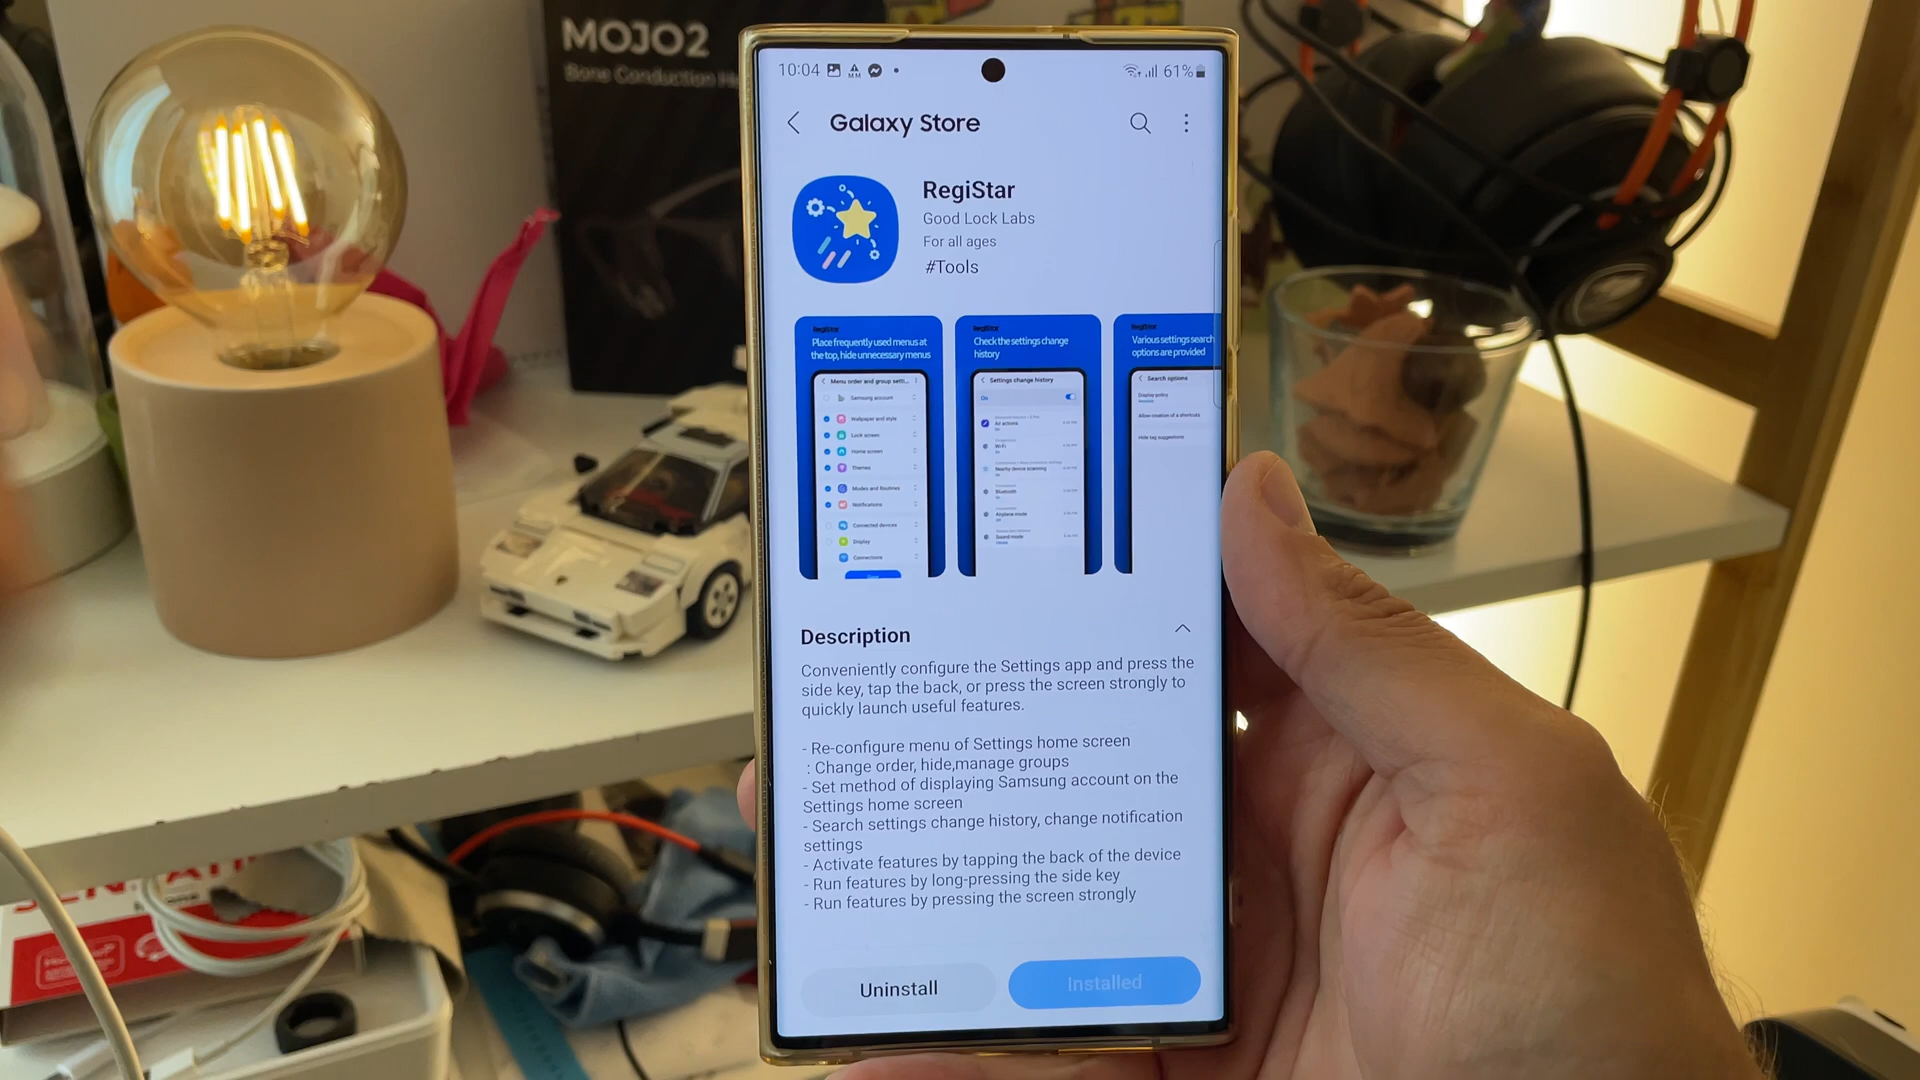 MOJO2
Bone Conduction
10:04
61%
Galaxy Store
RegiStar
Good Lock Labs
For all ages
#Tools
RegiStar
Place frequently used menus at
the top, hide unnecessary menus
Menu order and group setti...
Samsung account
Wallpaper and style
Lock screen
Home screen
Themes
Modes and Routines
Notifications
Connected devices
Display
Connections
RegiStar
Check the settings change
history
Settings change history
On
Air actions
Wi-Fi
Nearby device scanning
Bluetooth
Airplane mode
Sound mode
RegiStar
Various settings search
options are provided
Search options
Display policy
Allow creation of a shortcuts
Hide tag suggestions
Description
Conveniently configure the Settings app and press the
side key, tap the back, or press the screen strongly to
quickly launch useful features.
- Re-configure menu of Settings home screen
: Change order, hide,manage groups
- Set method of displaying Samsung account on the
Settings home screen
- Search settings change history, change notification
settings
- Activate features by tapping the back of the device
- Run features by long-pressing the side key
- Run features by pressing the screen strongly
Uninstall
Installed